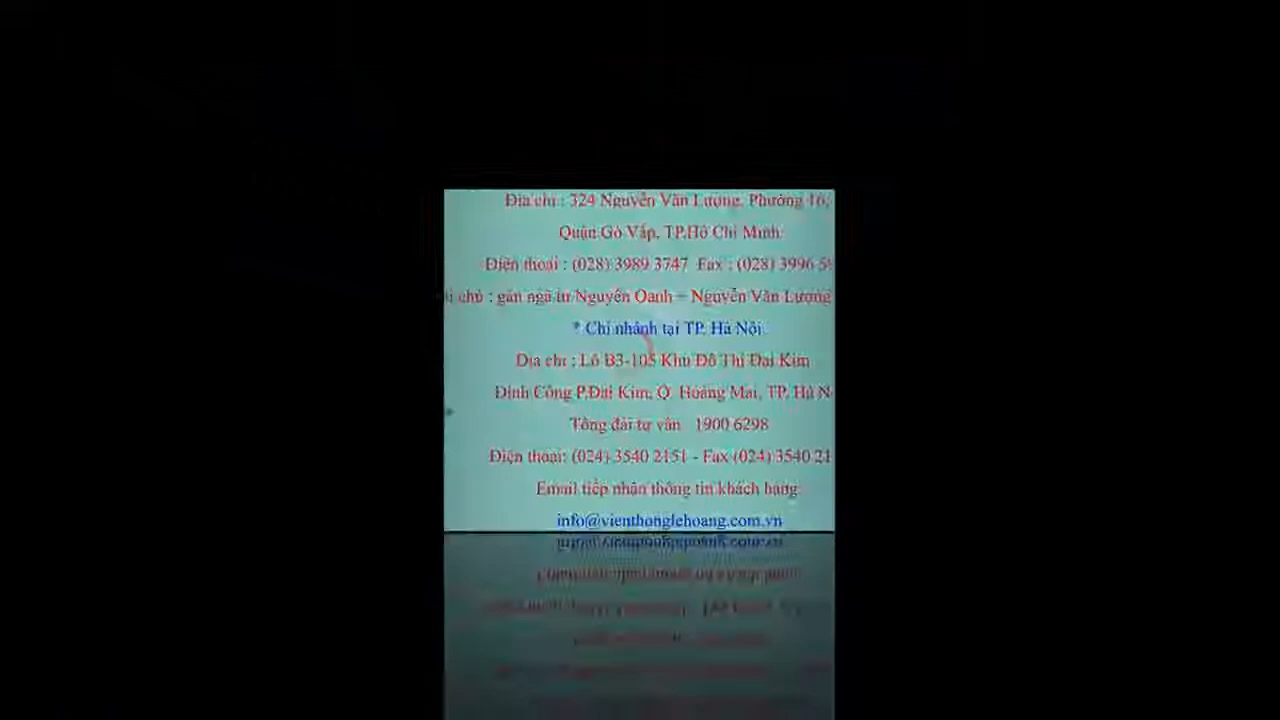 Địa chỉ : 324 Nguyễn Văn Lượng, Phường 16,
Quận Gò Vấp, TP.Hồ Chí Minh
Điện thoại : (028) 3989 3747 Fax : (028) 3996
chú : gần ngã tư Nguyễn Oanh – Nguyễn Văn Lượng
* Chi nhánh tại TP. Hà Nội
Địa chỉ : Lô B3-105 Khu Đô Thị Đại Kim
Định Công P.Đại Kim, Q. Hoàng Mai, TP. Hà
Tổng đài tư vấn 1900 6298
Điện thoại: (024) 3540 2151 - Fax (024) 3540
Email tiếp nhận thông tin khách hàng:
info@vienthonglehoang.com.vn